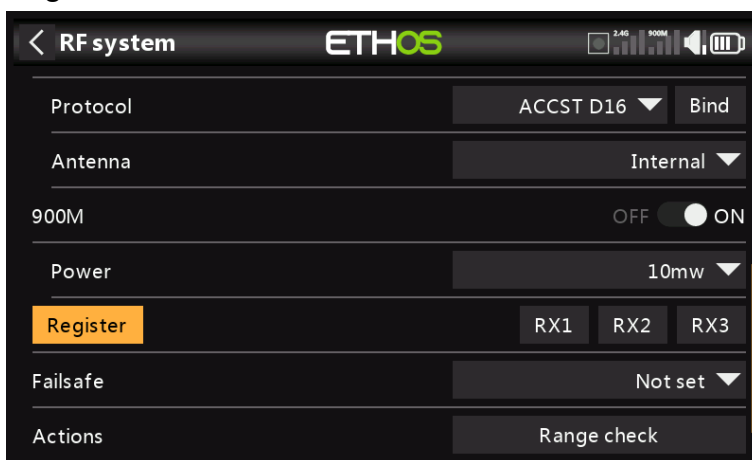 RF system ETHOS 2.4G 900M
Protocol ACCST D16 Bind
Antenna Internal
900M OFF ON
Power 10mw
Register RX1 RX2 RX3
Failsafe Not set
Actions Range check